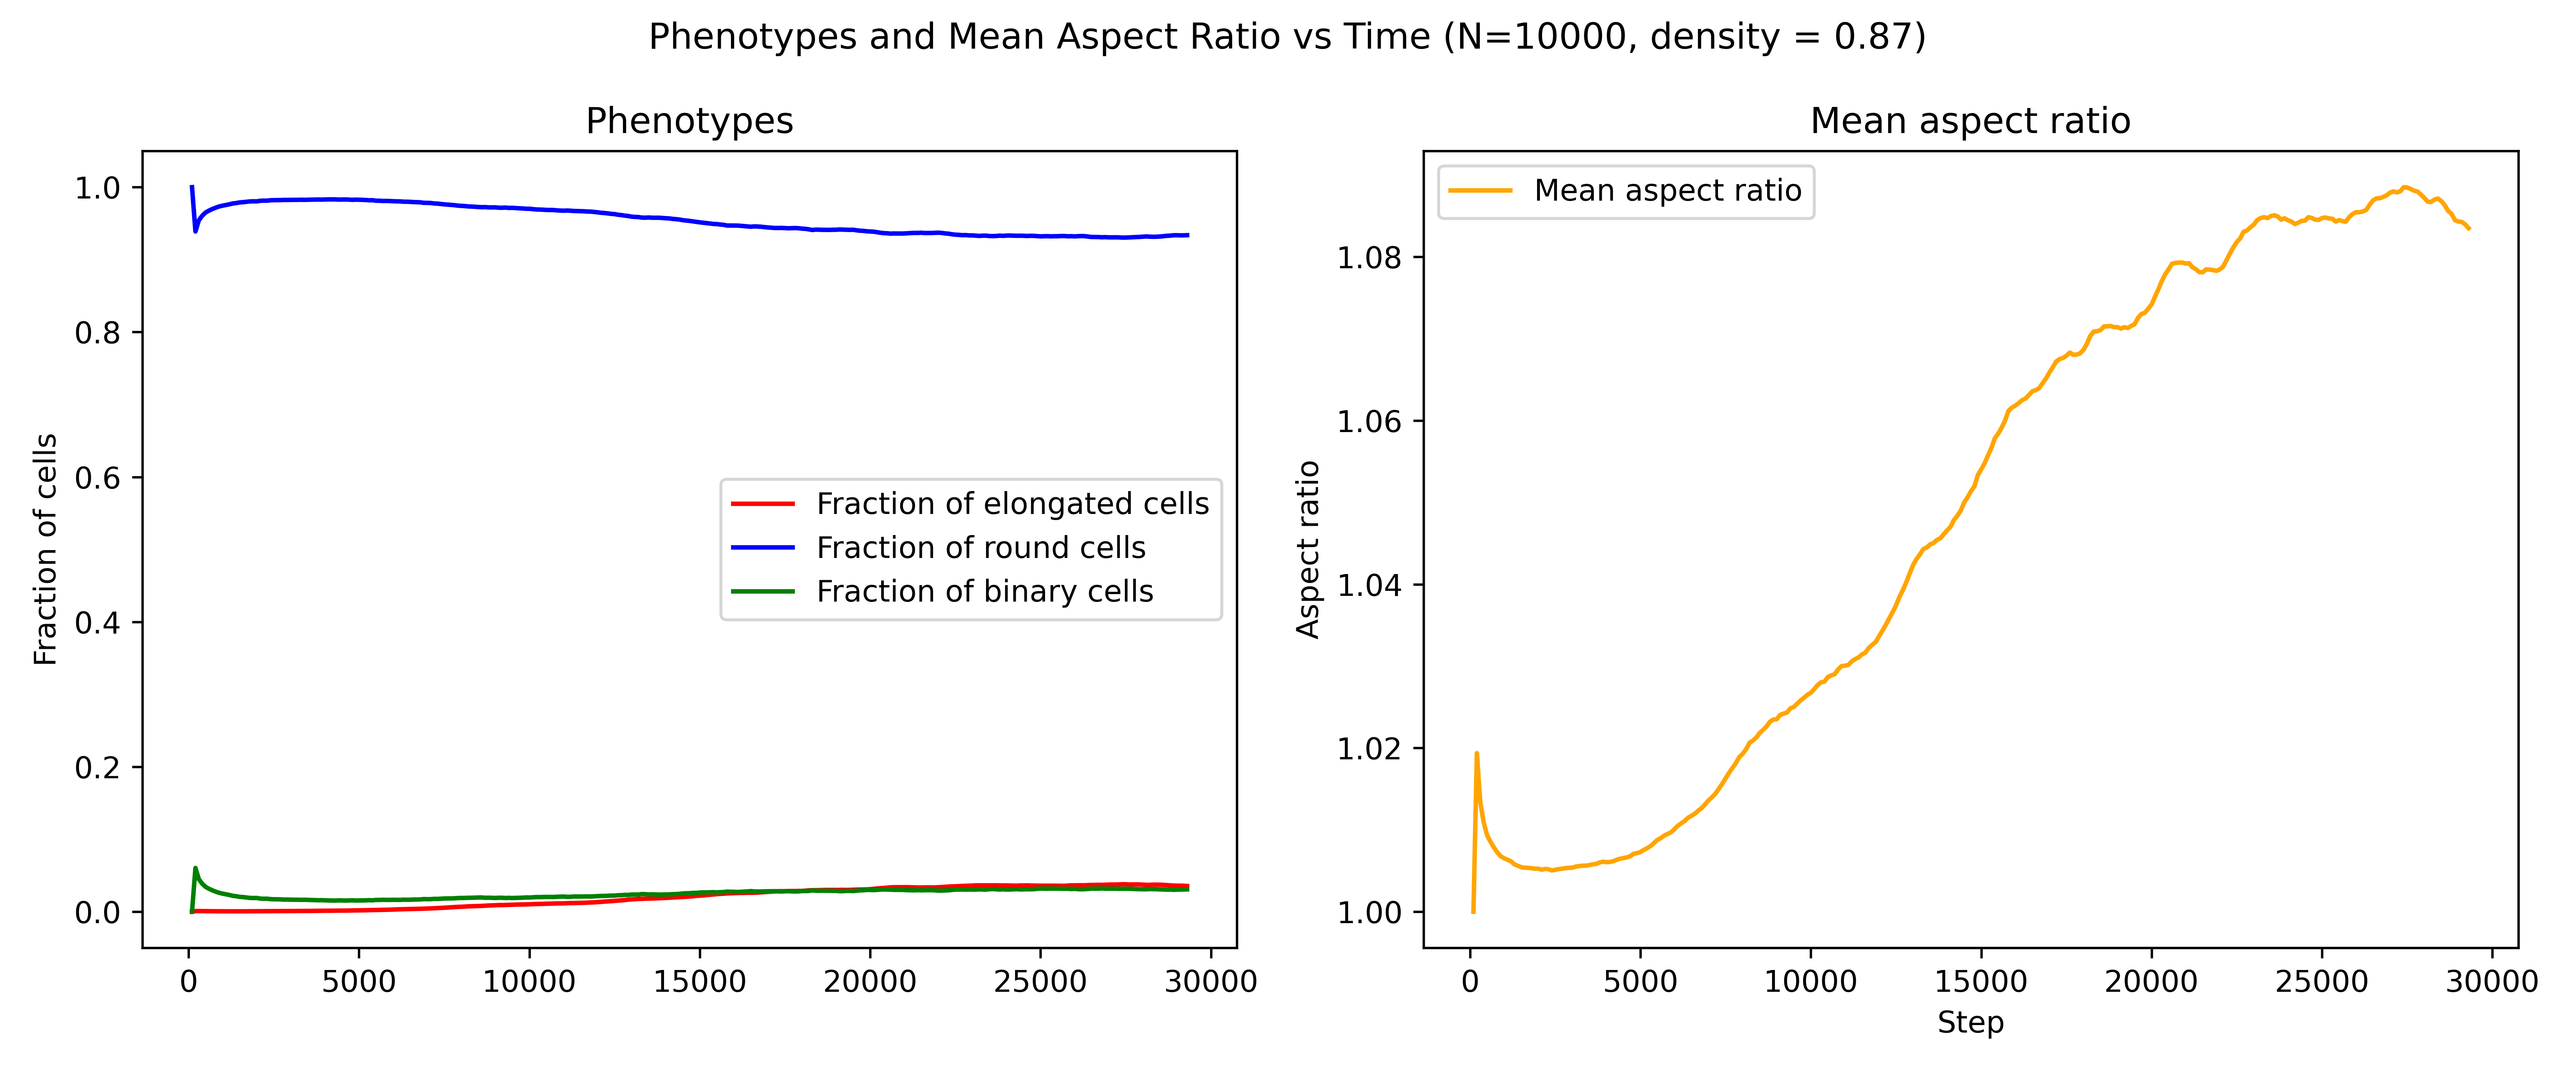 Phenotypes and Mean Aspect Ratio vs Time (N=10000, density = 0.87)
Phenotypes
Fraction of cells
1.0
0.8
0.6
0.4
0.2
0.0
Fraction of elongated cells
Fraction of round cells
Fraction of binary cells
0 5000 10000 15000 20000 25000 30000
Mean aspect ratio
Mean aspect ratio
Aspect ratio
1.08
1.06
1.04
1.02
1.00
0 5000 10000 15000 20000 25000 30000
Step